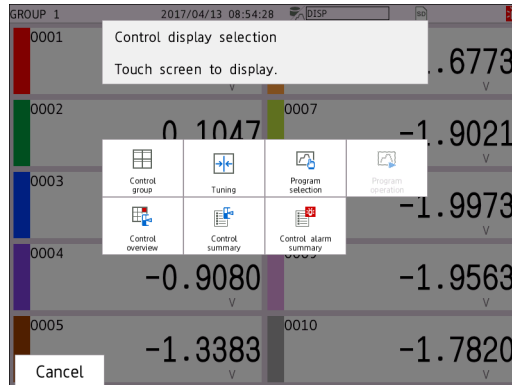 GROUP 1 2017/04/13 08:54:28 DISP SD
Control display selection
Touch screen to display.
0001
.6773
V V
0002 0007
0.1047 -1.9021
V
Control group
Tuning
Program selection
Program operation
0003
-1.9973
V
Control overview
Control summary
Control alarm summary
0004
-0.9080 -1.9563
V V
0005 0010
-1.3383 -1.7820
V V
Cancel